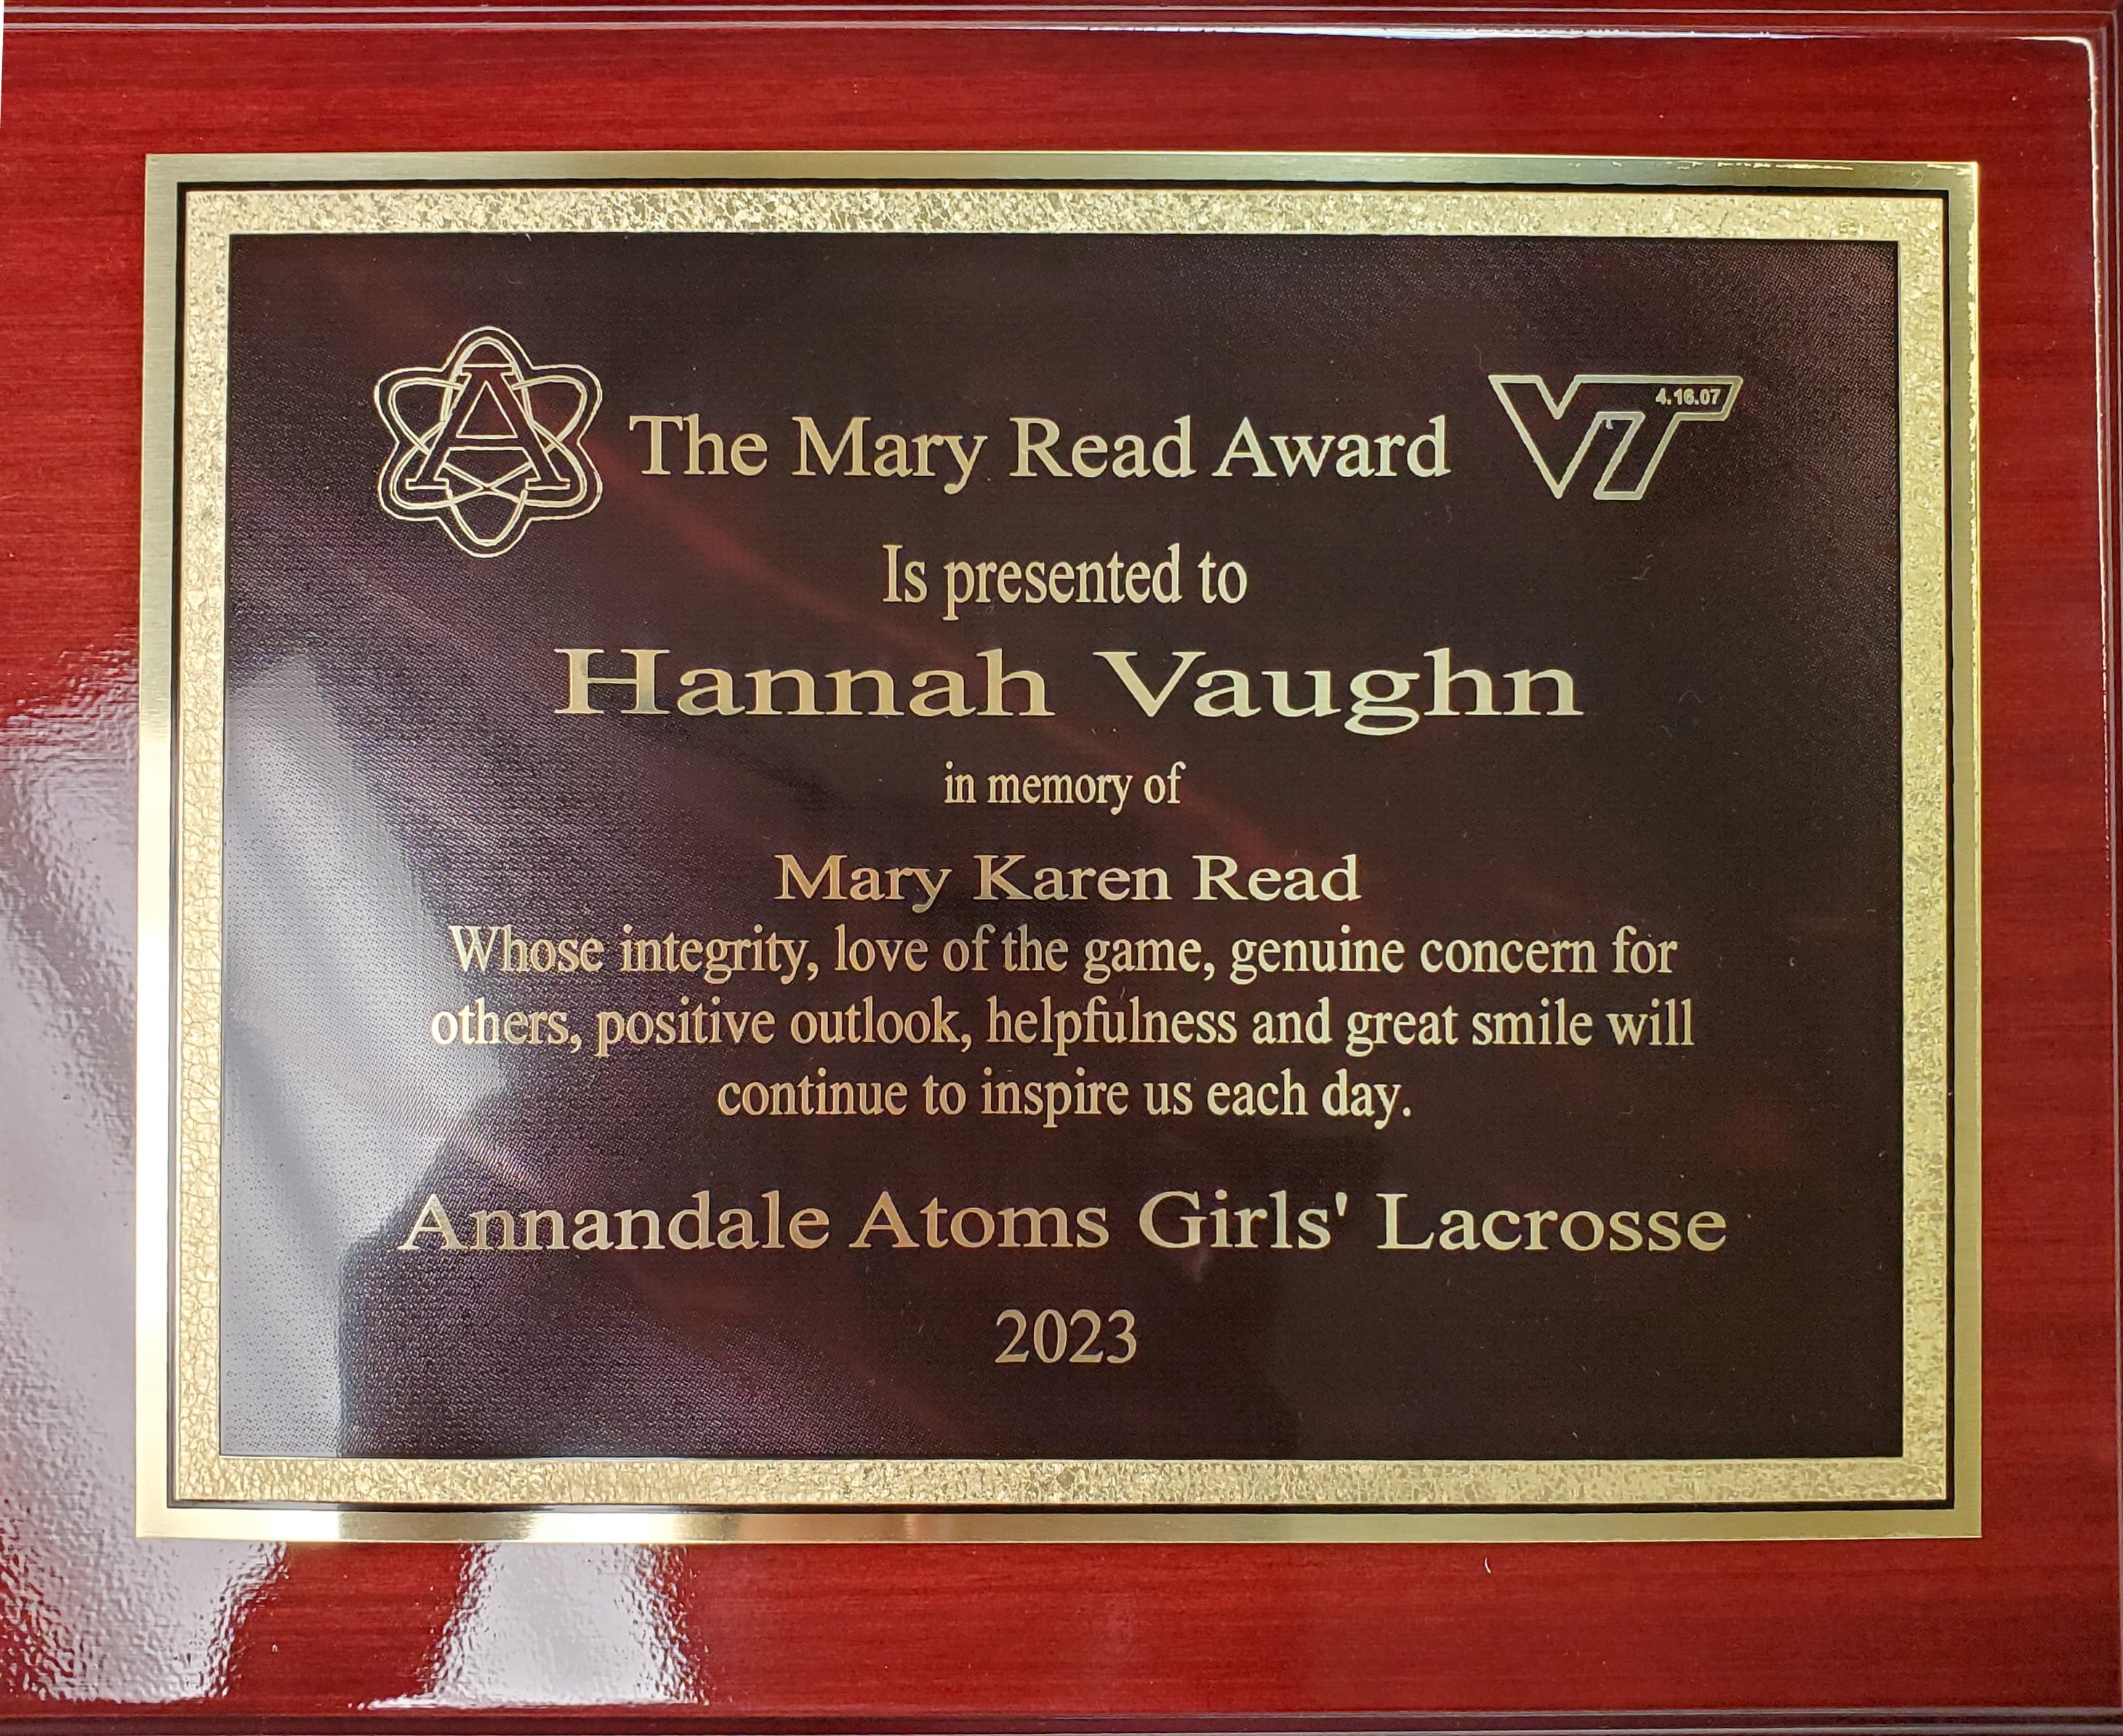 A
The Mary Read Award
VT
4.16.07
Is presented to
Hannah Vaughn
in memory of
Mary Karen Read
Whose integrity, love of the game, genuine concern for
others, positive outlook, helpfulness and great smile will
continue to inspire us each day.
Annandale Atoms Girls' Lacrosse
2023